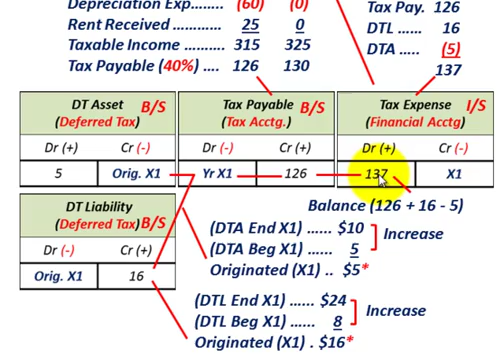 Depreciation Exp........ (60) (0)
Rent Received ............ 25 0
Taxable Income .......... 315 325
Tax Payable (40%) .... 126 130
Tax Pay. 126
DTL ...... 16
DTA ..... (5)
137
DT Asset B/S
(Deferred Tax)
Dr (+) Cr (-)
5 Orig. X1
Tax Payable B/S
(Tax Acctg.)
Dr (-) Cr (+)
Yr X1 126
Tax Expense I/S
(Financial Acctg)
Dr (+) Cr (-)
137 X1
DT Liability
(Deferred Tax) B/S
Dr (-) Cr (+)
Orig. X1 16
Balance (126 + 16 - 5)
(DTA End X1) ...... $10
(DTA Beg X1) ...... 5
Increase
Originated (X1) .. $5*
(DTL End X1) ...... $24
(DTL Beg X1) ...... 8
Increase
Originated (X1) . $16*